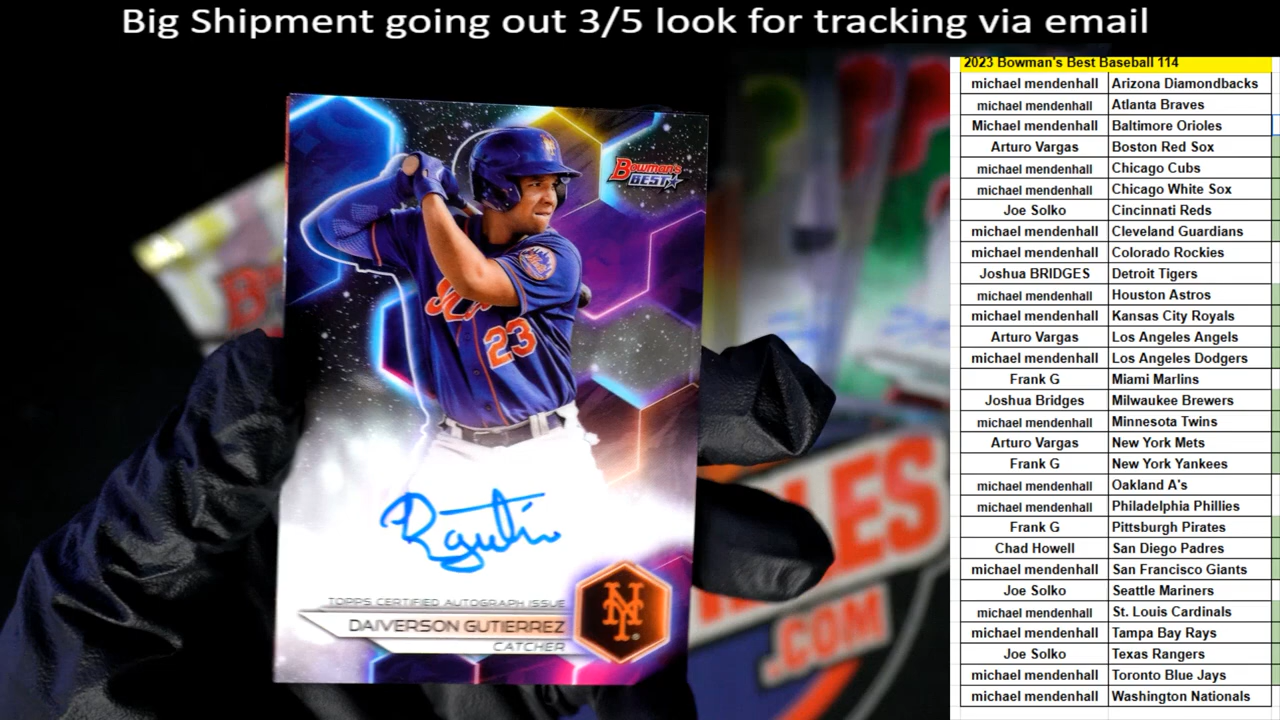 Big Shipment going out 3/5 look for tracking via email
2023 Bowman's Best Baseball 114
michael mendenhall Arizona Diamondbacks
michael mendenhall Atlanta Braves
Michael mendenhall Baltimore Orioles
Arturo Vargas Boston Red Sox
michael mendenhall Chicago Cubs
michael mendenhall Chicago White Sox
Joe Solko Cincinnati Reds
michael mendenhall Cleveland Guardians
michael mendenhall Colorado Rockies
Joshua BRIDGES Detroit Tigers
michael mendenhall Houston Astros
michael mendenhall Kansas City Royals
Arturo Vargas Los Angeles Angels
michael mendenhall Los Angeles Dodgers
Frank G Miami Marlins
Joshua Bridges Milwaukee Brewers
michael mendenhall Minnesota Twins
Arturo Vargas New York Mets
Frank G New York Yankees
michael mendenhall Oakland A's
michael mendenhall Philadelphia Phillies
Frank G Pittsburgh Pirates
Chad Howell San Diego Padres
michael mendenhall San Francisco Giants
Joe Solko Seattle Mariners
michael mendenhall St. Louis Cardinals
michael mendenhall Tampa Bay Rays
Joe Solko Texas Rangers
michael mendenhall Toronto Blue Jays
michael mendenhall Washington Nationals
Bowman's
BEST
23
TOPPS CERTIFIED AUTOGRAPH ISSUE
DAIVERSON GUTIERREZ
CATCHER
NY
.COM